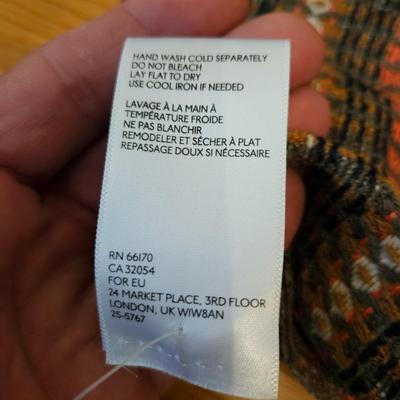 HAND WASH COLD SEPARATELY
DO NOT BLEACH
LAY FLAT TO DRY
USE COOL IRON IF NEEDED
LAVAGE À LA MAIN À
TEMPÉRATURE FROIDE
NE PAS BLANCHIR
REMODELER ET SÉCHER À PLAT
REPASSAGE DOUX SI NÉCESSAIRE
RN 66170
CA 32054
FOR EU
24 MARKET PLACE, 3RD FLOOR
LONDON, UK W1W8AN
25-5767